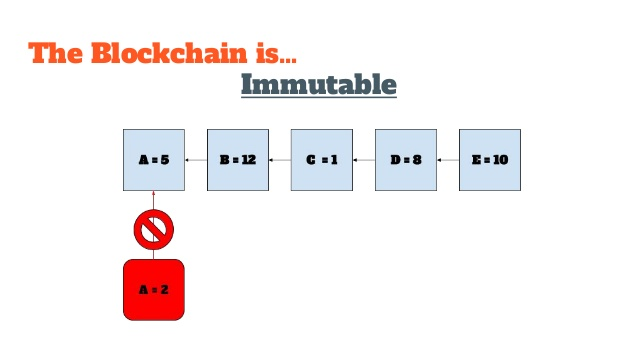 The Blockchain is...
Immutable
A = 5
B = 12
C = 1
D = 8
E = 10
A = 2